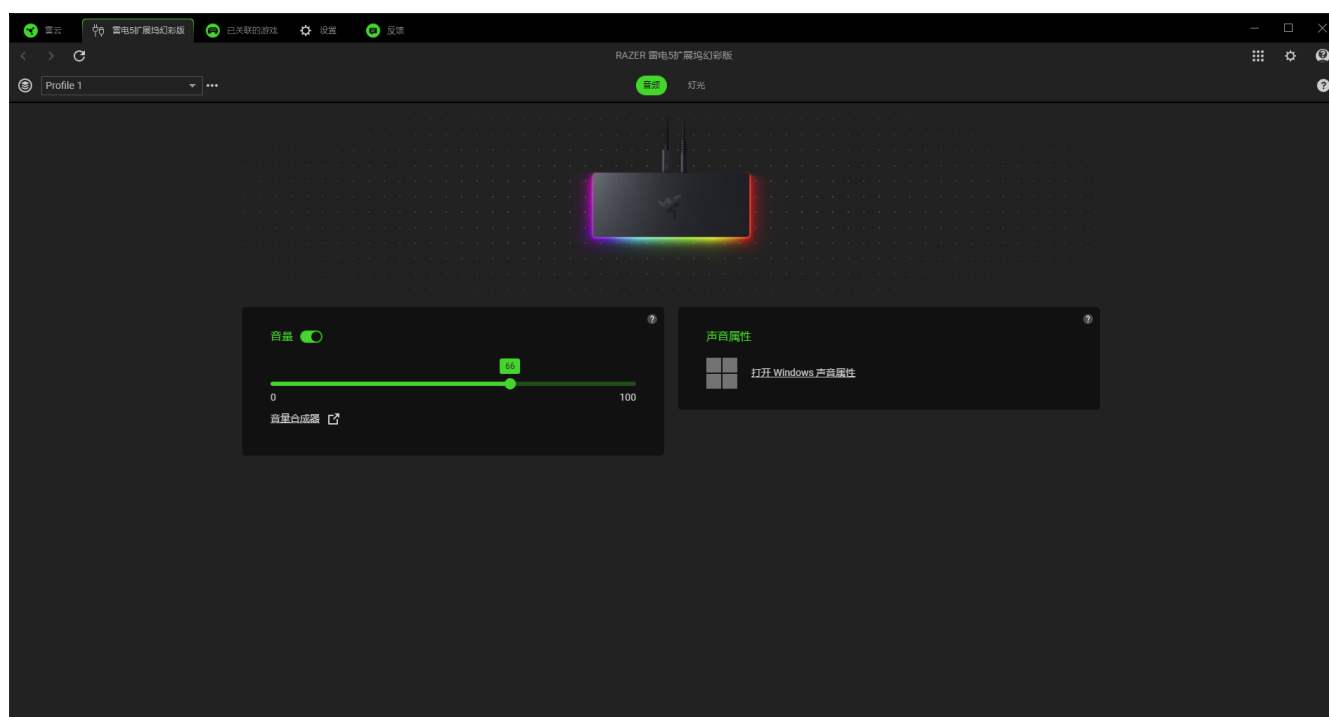 雷云 雷电5扩展坞幻彩版 已关联的游戏 设置 反馈
RAZER 雷电5扩展坞幻彩版
Profile 1 音频 灯光
音量
66
0 100
音量合成器
声音属性
打开 Windows 声音属性